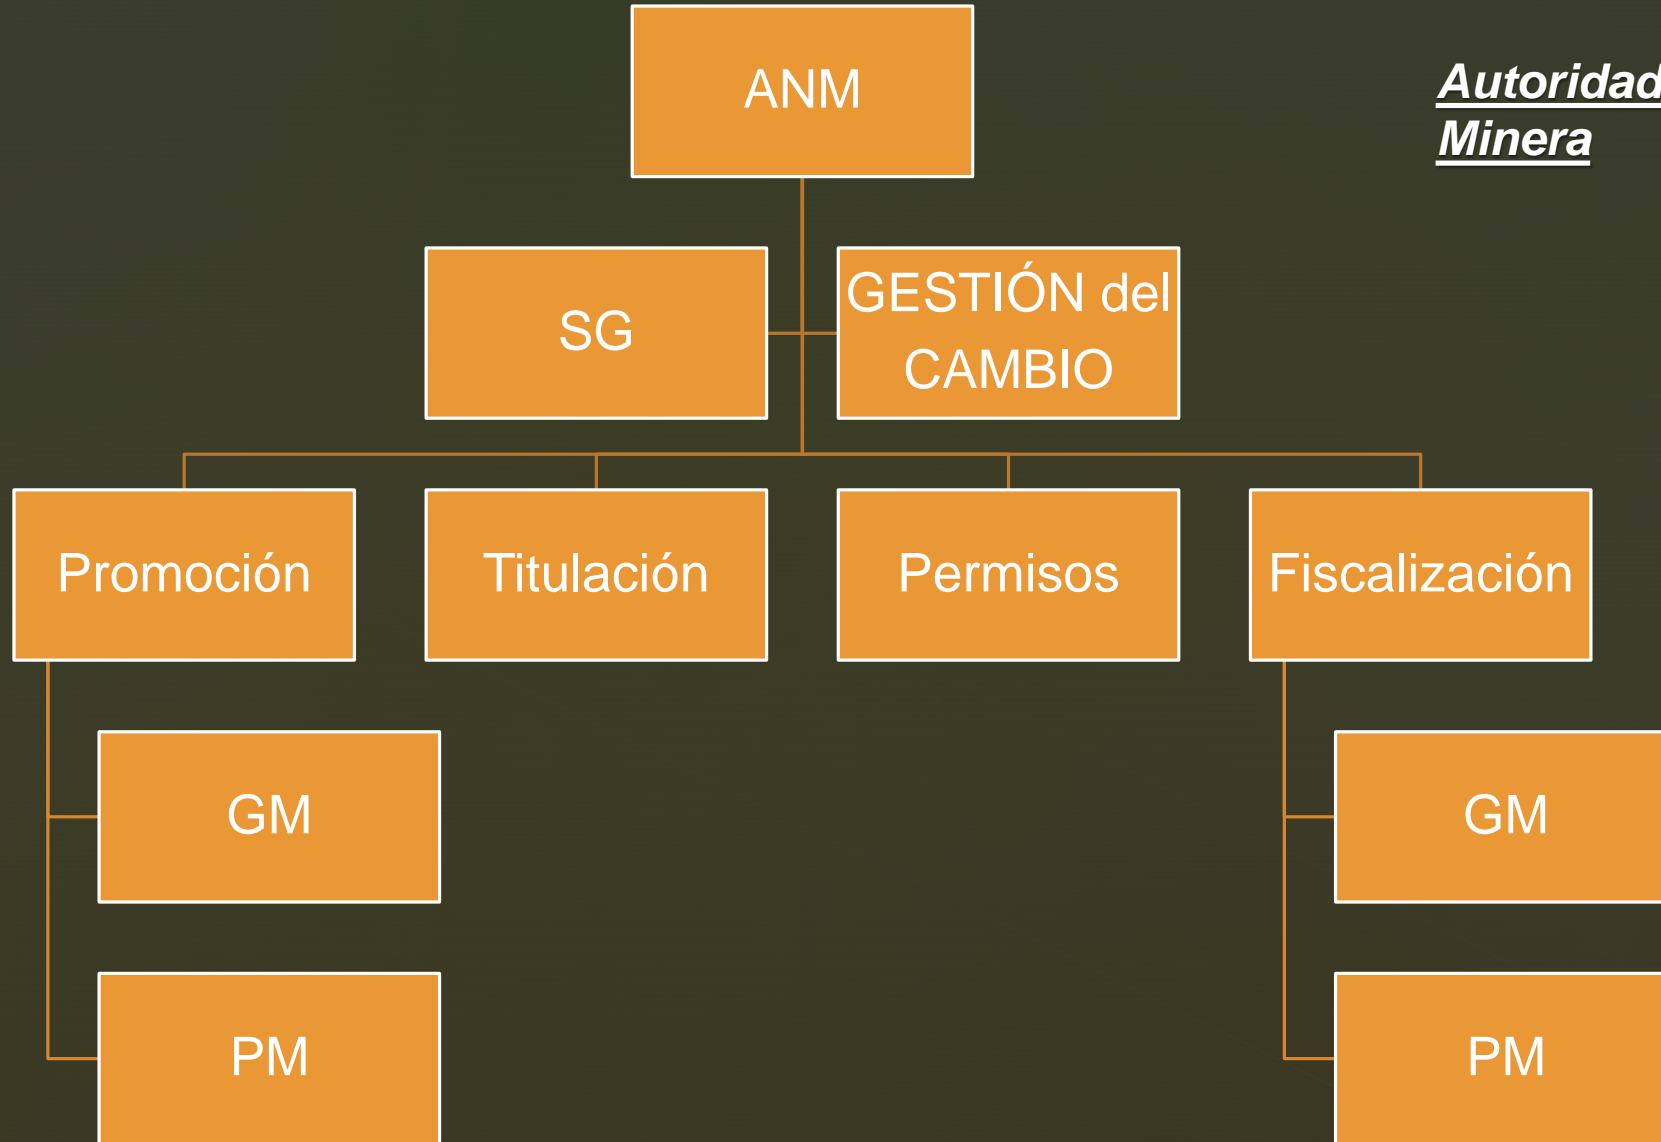 ANM
Autoridad
Minera
SG
GESTIÓN del
CAMBIO
Promoción
Titulación
Permisos
Fiscalización
GM
GM
PM
PM